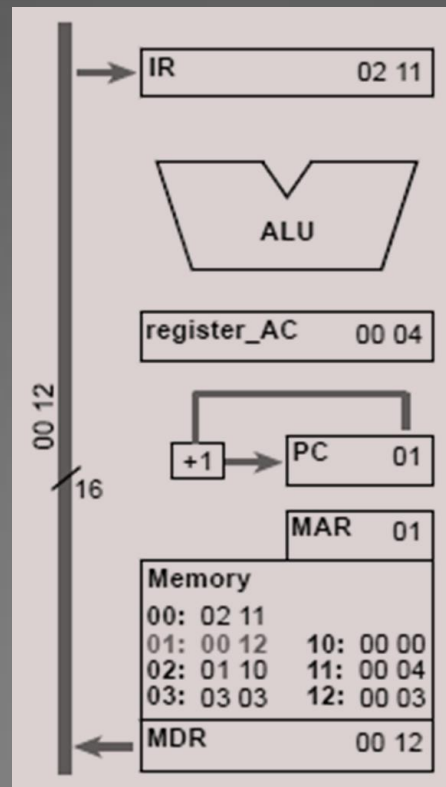 IR 02 11
ALU
register_AC 00 04
00 12
16
+1
PC 01
MAR 01
Memory
00: 02 11
01: 00 12 10: 00 00
02: 01 10 11: 00 04
03: 03 03 12: 00 03
MDR 00 12